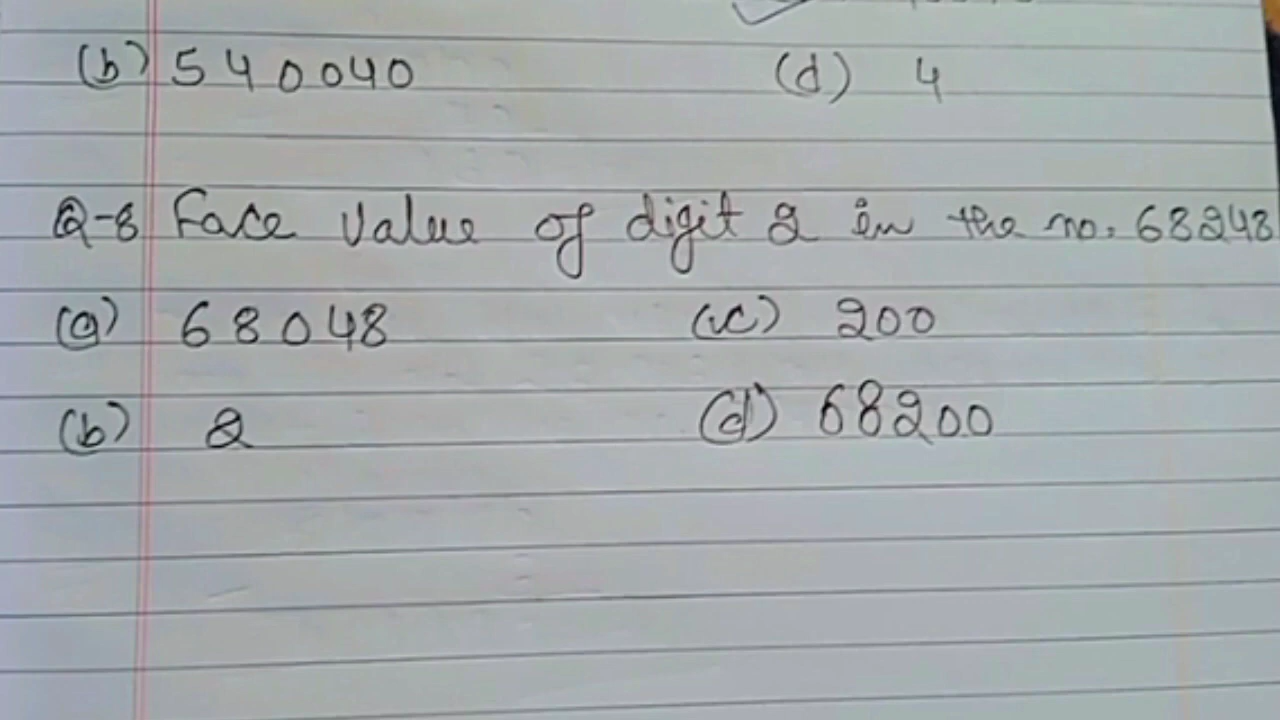 (b) 540040 (d) 4
Q-8 Face value of digit 2 in the no. 68248
(a) 68048 (c) 200
(b) 2 (d) 68200